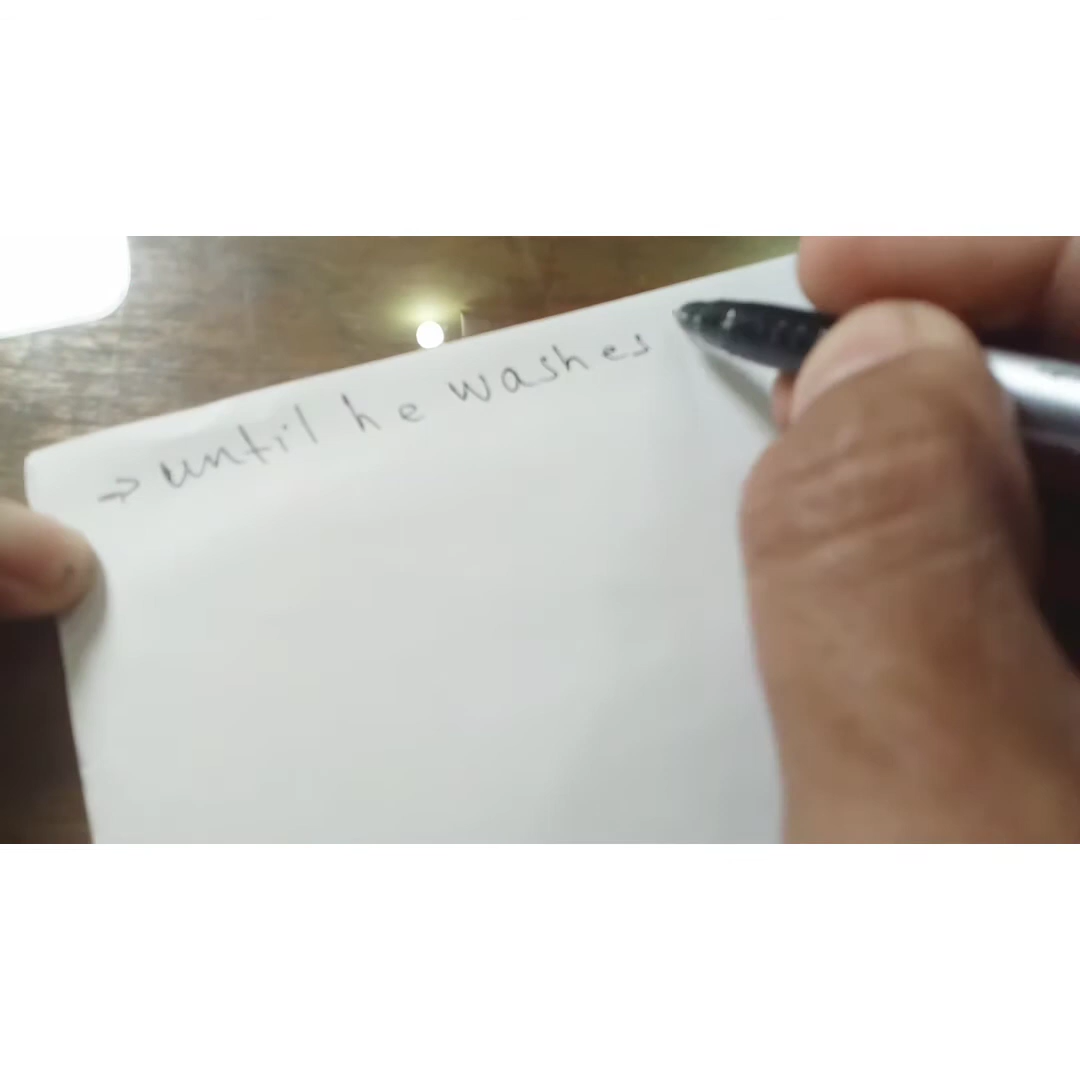 → until he washes